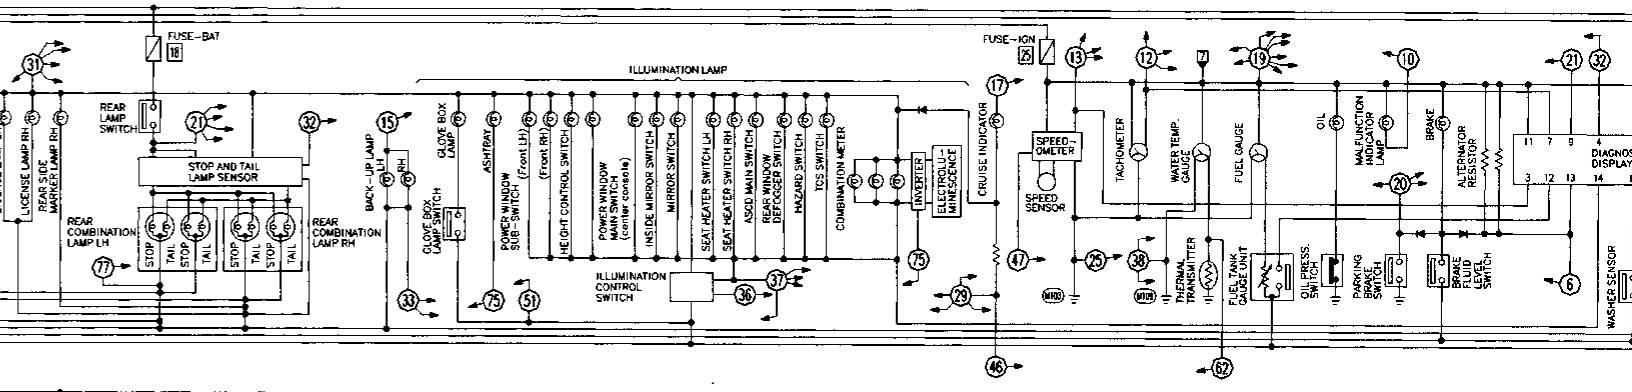 FUSE-BAT
18
31
REAR
LAMP
SWITCH
21
32
LICENSE LAMP RH
REAR SIDE
MARKER LAMP RH
STOP AND TAIL
LAMP SENSOR
REAR
COMBINATION
LAMP LH
STOP
TAIL
STOP
TAIL
STOP
TAIL
STOP
TAIL
REAR
COMBINATION
LAMP RH
77
15
BACK-UP LAMP
LH
RH
33
ILLUMINATION LAMP
GLOVE BOX
LAMP
GLOVE BOX
LAMP SWITCH
ASHTRAY
75
51
POWER WINDOW
SUB-SWITCH
(Front LH)
(Front RH)
HEIGHT CONTROL SWITCH
POWER WINDOW
MAIN SWITCH
(center console)
INSIDE MIRROR SWITCH
MIRROR SWITCH
SEAT HEATER SWITCH LH
SEAT HEATER SWITCH RH
ASCD MAIN SWITCH
REAR WINDOW
DEFOGGER SWITCH
HAZARD SWITCH
TCS SWITCH
COMBINATION METER
ILLUMINATION
CONTROL
SWITCH
36
37
INVERTER
ELECTROLU-
MINESCENCE
75
CRUISE INDICATOR
17
29
46
FUSE-IGN
25
13
SPEED-
OMETER
SPEED
SENSOR
47
25
M103
12
TACHOMETER
38
M109
7
WATER TEMP.
GAUGE
THERMAL
TRANSMITTER
62
19
FUEL GAUGE
FUEL TANK
GAUGE UNIT
OIL
OIL PRESS.
SWITCH
10
MALFUNCTION
INDICATOR
LAMP
20
PARKING
BRAKE
SWITCH
BRAKE
BRAKE
FLUID
LEVEL
SWITCH
ALTERNATOR
RESISTOR
21
32
11
7
9
4
DIAGNOS
DISPLAY
3
12
13
14
6
WASHER SENSOR